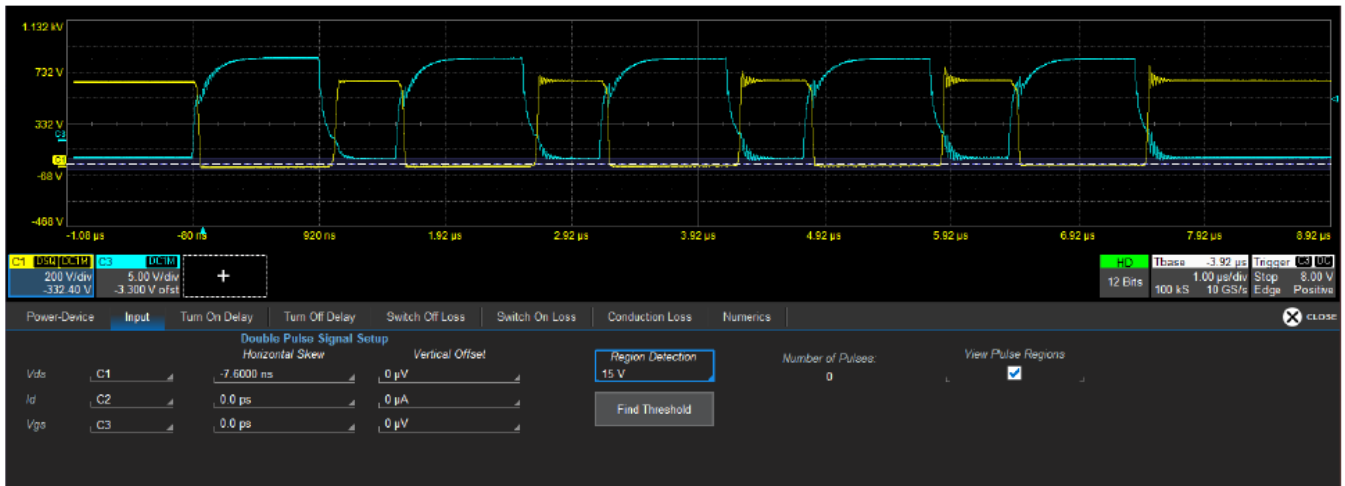 1.132 kV
732 V
332 V
C3
C1
-68 V
-468 V
-1.08 µs -80 ns 920 ns 1.92 µs 2.92 µs 3.92 µs 4.92 µs 5.92 µs 6.92 µs 7.92 µs 8.92 µs
C1 DSQ DC1M C3 DC1M HD Tbase -3.92 µs Trigger C3 DC
200 V/div 5.00 V/div + 12 Bits 1.00 µs/div Stop 8.00 V
-332.40 V -3.300 V ofst 100 kS 10 GS/s Edge Positive
Power-Device Input Turn On Delay Turn Off Delay Switch Off Loss Switch On Loss Conduction Loss Numerics CLOSE
Double Pulse Signal Setup
Horizontal Skew Vertical Offset Region Detection Number of Pulses: View Pulse Regions
Vds C1 -7.6000 ns 0 µV 15 V 0
Id C2 0.0 ps 0 µA Find Threshold
Vgs C3 0.0 ps 0 µV